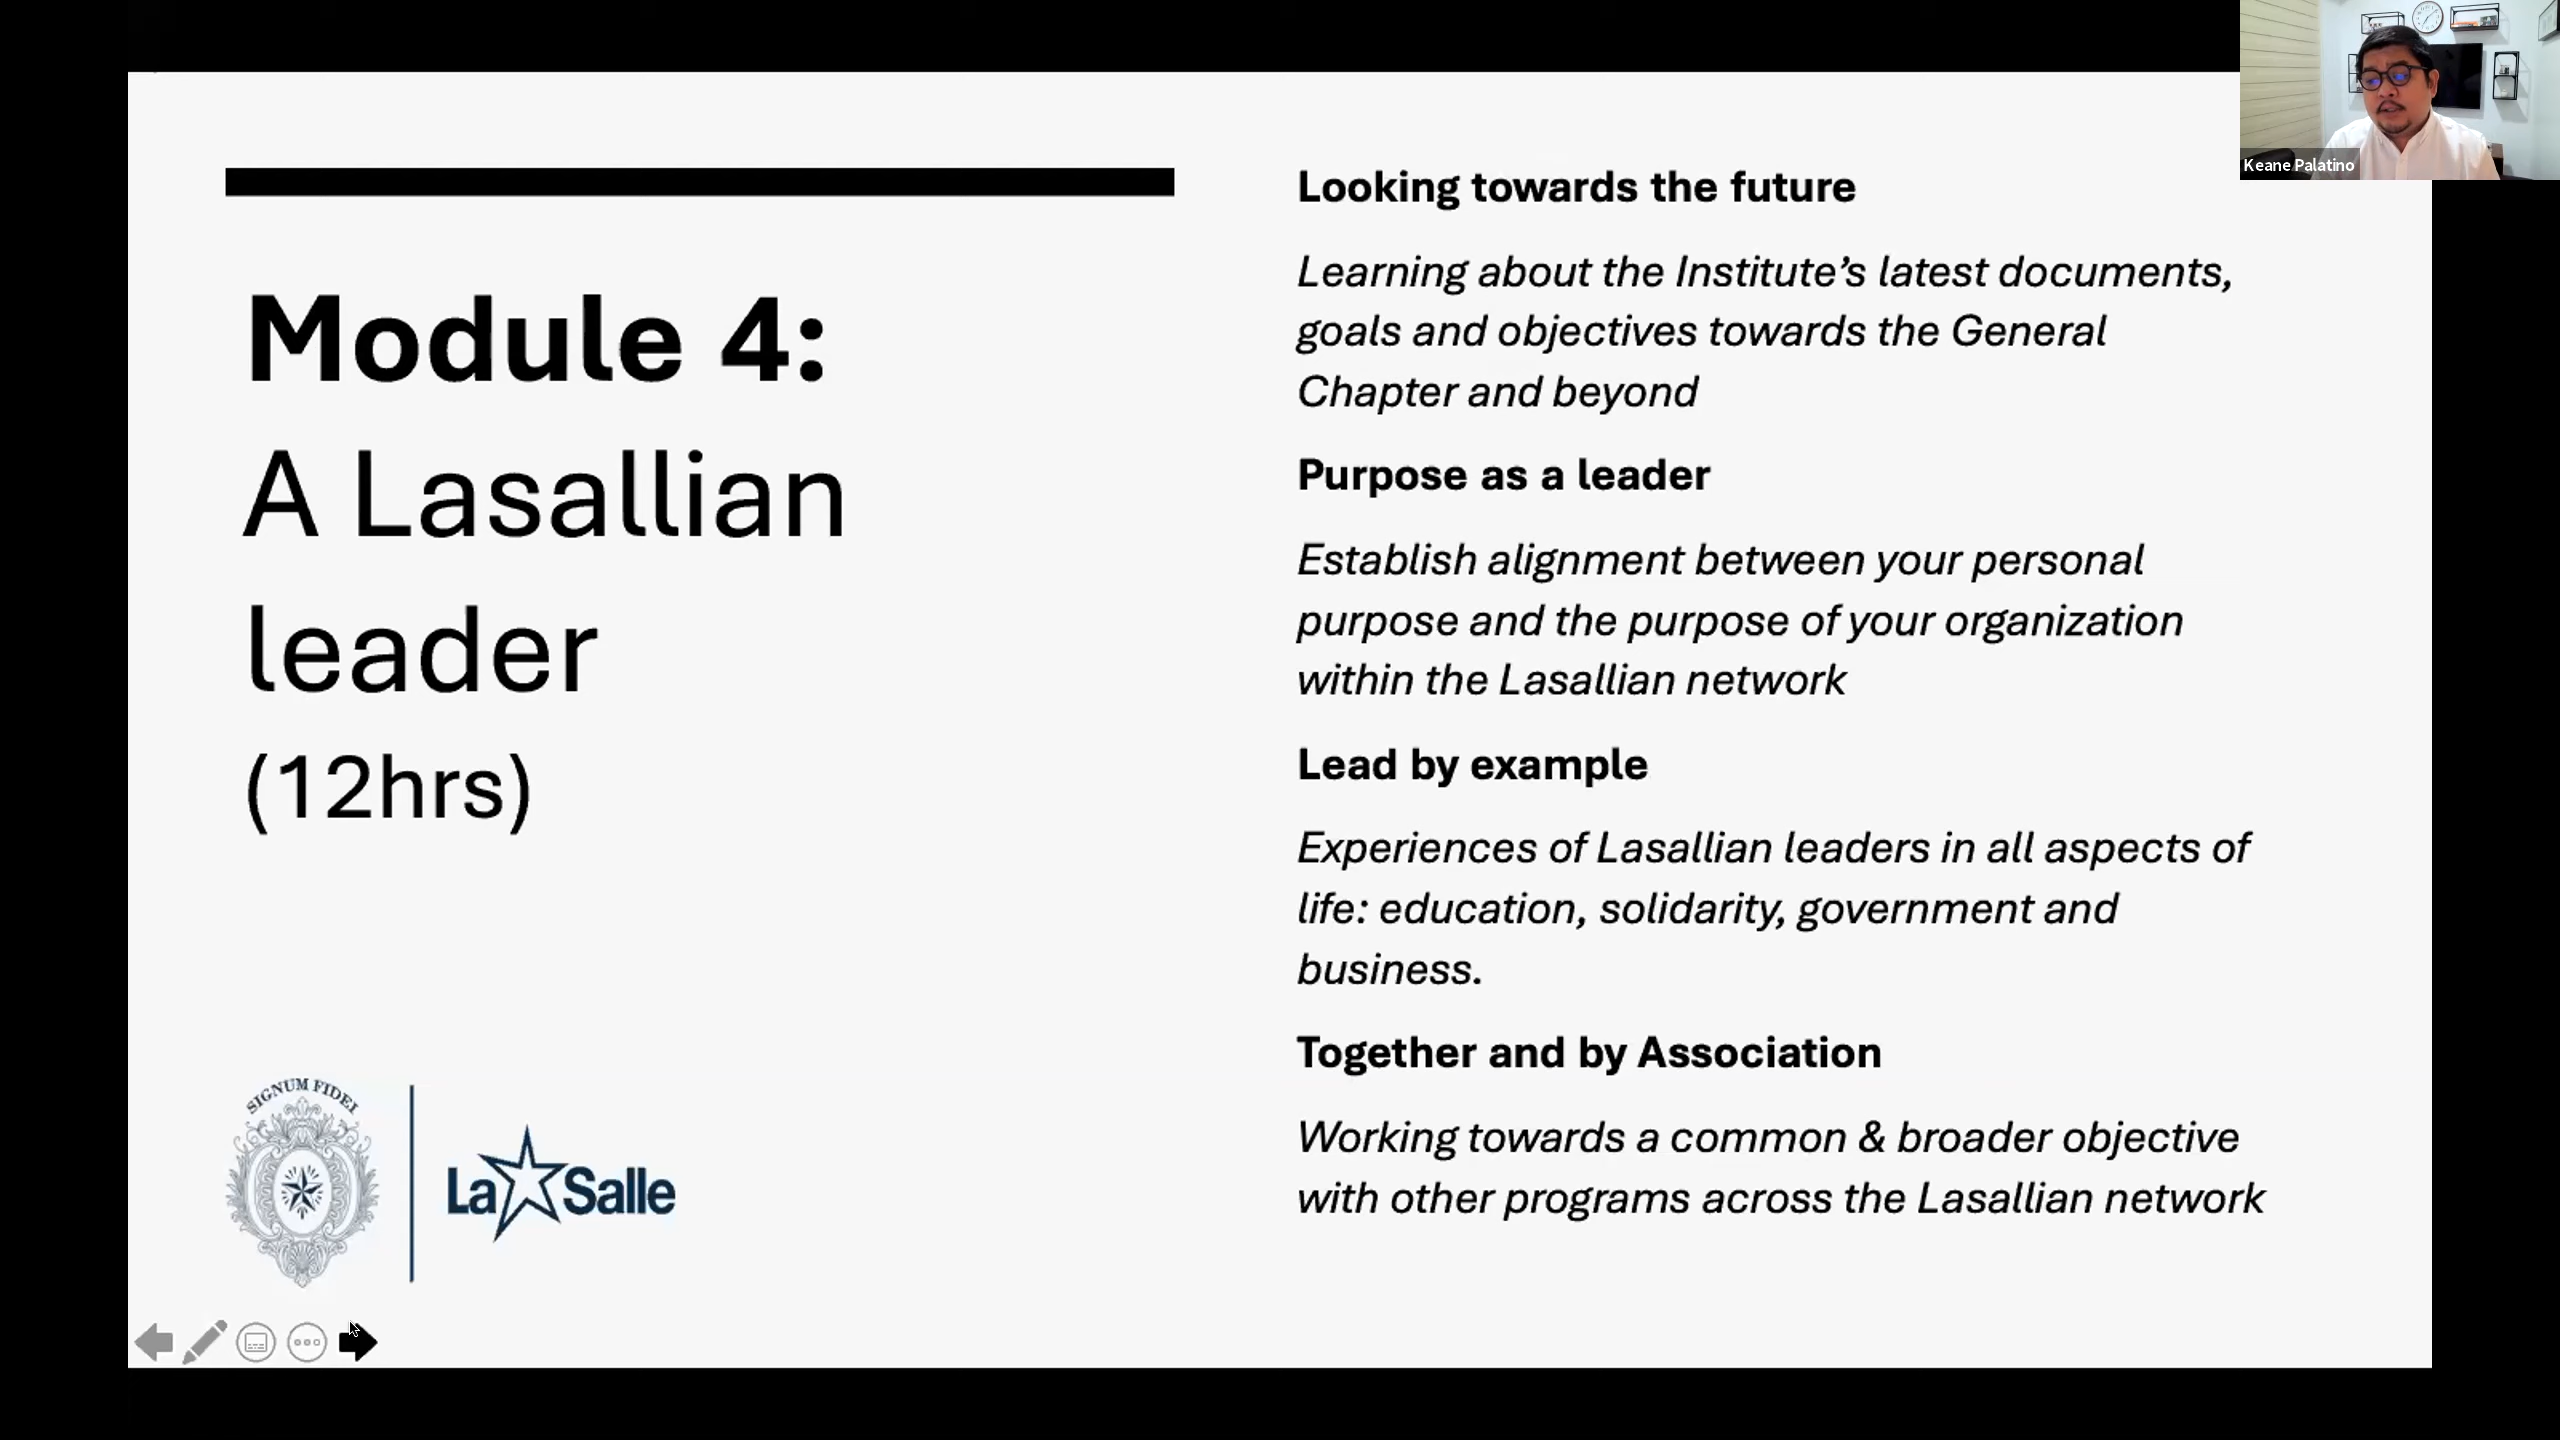 Keane Palatino
Module 4:
A Lasallian
leader
(12hrs)
Looking towards the future
Learning about the Institute’s latest documents,
goals and objectives towards the General
Chapter and beyond
Purpose as a leader
Establish alignment between your personal
purpose and the purpose of your organization
within the Lasallian network
Lead by example
Experiences of Lasallian leaders in all aspects of
life: education, solidarity, government and
business.
Together and by Association
Working towards a common & broader objective
with other programs across the Lasallian network
SIGNUM FIDEI
La Salle